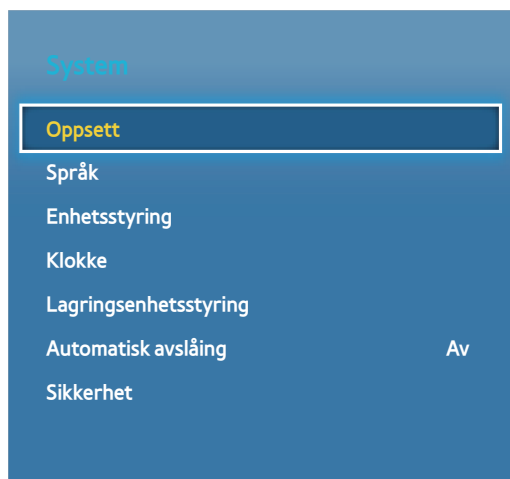 System
Oppsett
Språk
Enhetsstyring
Klokke
Lagringsenhetsstyring
Automatisk avslåing Av
Sikkerhet